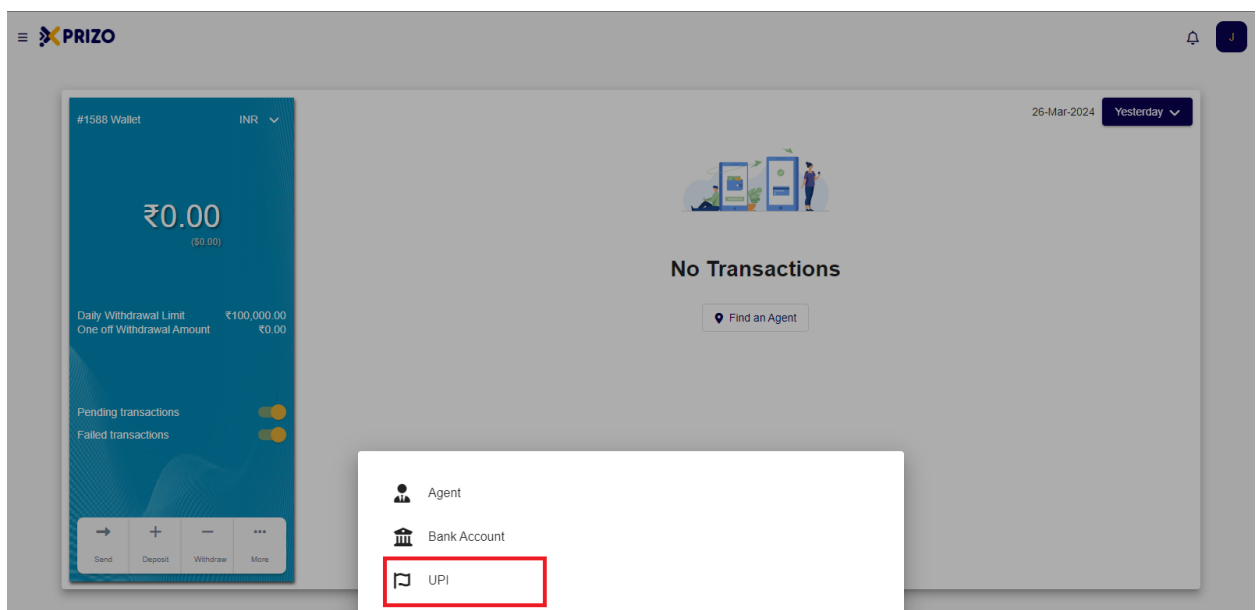 PRIZO
J
#1588 Wallet INR
26-Mar-2024 Yesterday
₹0.00
($0.00)
No Transactions
Daily Withdrawal Limit ₹100,000.00
One off Withdrawal Amount ₹0.00
Find an Agent
Pending transactions
Failed transactions
Send Deposit Withdraw More
Agent
Bank Account
UPI